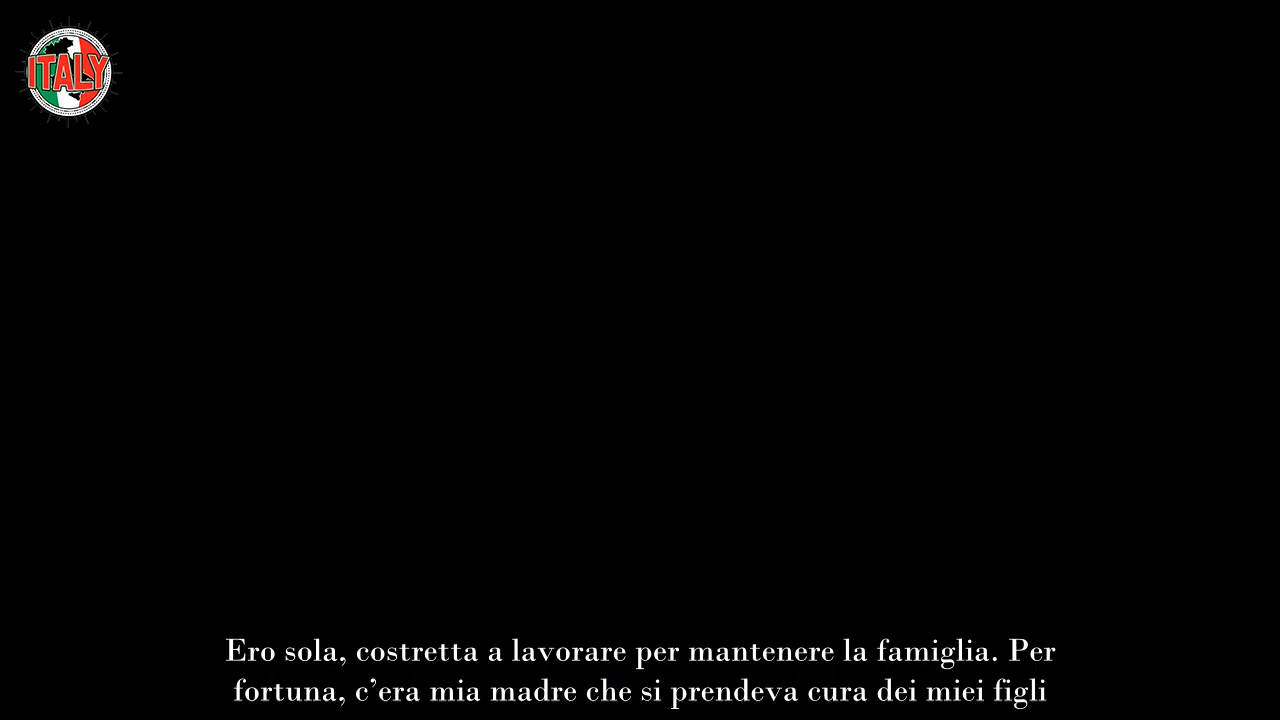 ITALY
Ero sola, costretta a lavorare per mantenere la famiglia. Per
fortuna, c’era mia madre che si prendeva cura dei miei figli